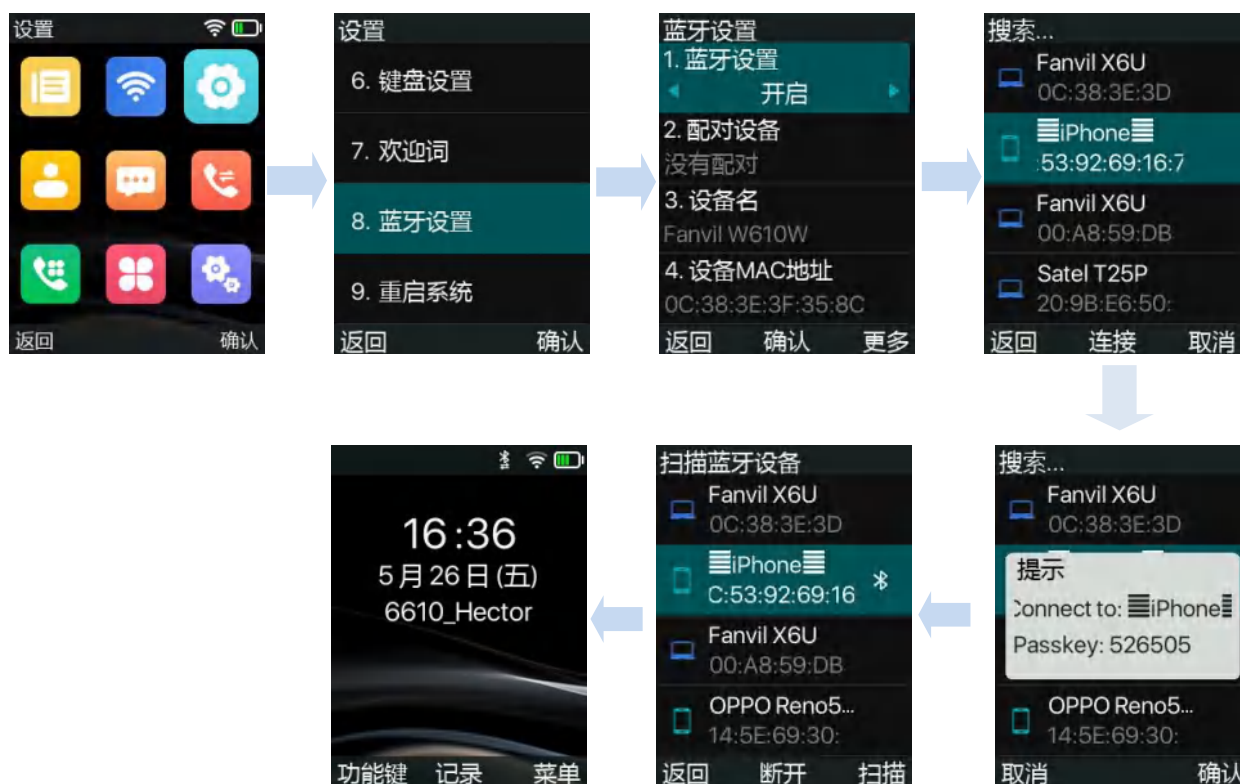 设置
返回
确认
设置
6. 键盘设置
7. 欢迎词
8. 蓝牙设置
9. 重启系统
返回
确认
蓝牙设置
1. 蓝牙设置
开启
2. 配对设备
没有配对
3. 设备名
Fanvil W610W
4. 设备MAC地址
0C:38:3E:3F:35:8C
返回
确认
更多
搜索...
Fanvil X6U
0C:38:3E:3D
iPhone
:53:92:69:16:7
Fanvil X6U
00:A8:59:DB
Satel T25P
20:9B:E6:50:
返回
连接
取消
16:36
5月26日(五)
6610_Hector
功能键
记录
菜单
扫描蓝牙设备
Fanvil X6U
0C:38:3E:3D
iPhone
C:53:92:69:16
Fanvil X6U
00:A8:59:DB
OPPO Reno5...
14:5E:69:30:
返回
断开
扫描
搜索...
Fanvil X6U
0C:38:3E:3D
提示
Connect to: iPhone
Passkey: 526505
OPPO Reno5...
14:5E:69:30:
取消
确认